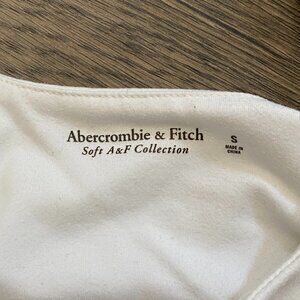 Abercrombie & Fitch
Soft A&F Collection
S
MADE IN
CHINA